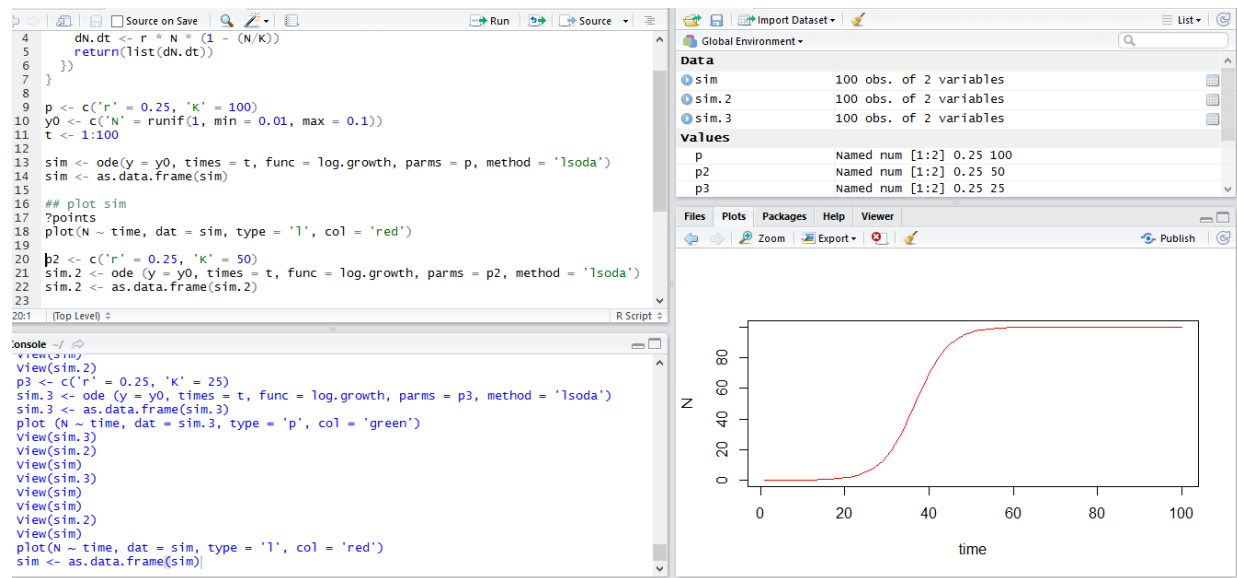 Source on Save
Run
Source
4 dN.dt <- r * N * (1 - (N/K))
5 return(list(dN.dt))
6 })
7 }
8
9 p <- c('r' = 0.25, 'K' = 100)
10 y0 <- c('N' = runif(1, min = 0.01, max = 0.1))
11 t <- 1:100
12
13 sim <- ode(y = y0, times = t, func = log.growth, parms = p, method = 'lsoda')
14 sim <- as.data.frame(sim)
15
16 ## plot sim
17 ?points
18 plot(N ~ time, dat = sim, type = 'l', col = 'red')
19
20 p2 <- c('r' = 0.25, 'K' = 50)
21 sim.2 <- ode (y = y0, times = t, func = log.growth, parms = p2, method = 'lsoda')
22 sim.2 <- as.data.frame(sim.2)
23
20:1 (Top Level) R Script
Console ~/
View(sim)
View(sim.2)
p3 <- c('r' = 0.25, 'K' = 25)
sim.3 <- ode (y = y0, times = t, func = log.growth, parms = p3, method = 'lsoda')
sim.3 <- as.data.frame(sim.3)
plot (N ~ time, dat = sim.3, type = 'p', col = 'green')
View(sim.3)
View(sim.2)
View(sim)
View(sim.3)
View(sim)
View(sim)
View(sim.2)
View(sim)
plot(N ~ time, dat = sim, type = 'l', col = 'red')
sim <- as.data.frame(sim)
Import Dataset
List
Global Environment
Data
sim 100 obs. of 2 variables
sim.2 100 obs. of 2 variables
sim.3 100 obs. of 2 variables
Values
p Named num [1:2] 0.25 100
p2 Named num [1:2] 0.25 50
p3 Named num [1:2] 0.25 25
Files Plots Packages Help Viewer
Zoom Export Publish
N
80
60
40
20
0
0 20 40 60 80 100
time